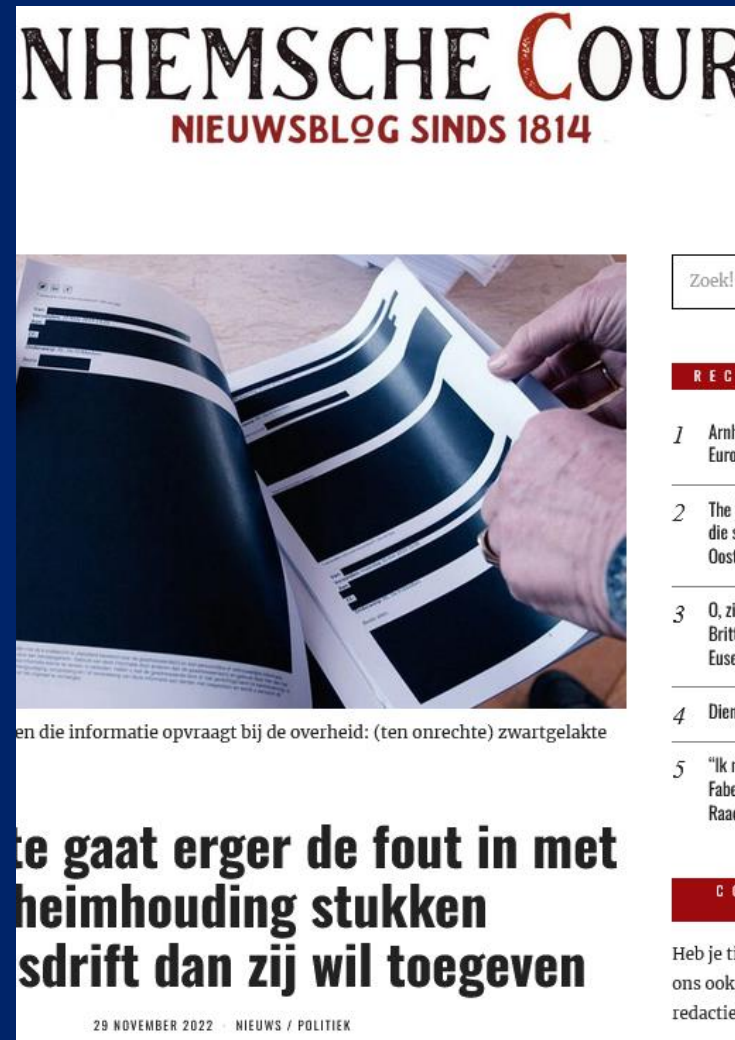 NHEMSCHE COUR
NIEUWSBLOG SINDS 1814
Zoek!
REC
1 Arnh
Euro
2 The
die s
Oost
3 O, zi
Britt
Euse
4 Dien
5 “Ik n
Fabe
Raad
en die informatie opvraagt bij de overheid: (ten onrechte) zwartgelakte
te gaat erger de fout in met
heimhouding stukken
sdrift dan zij wil toegeven
29 NOVEMBER 2022 · NIEUWS / POLITIEK
CO
Heb je ti
ons ook
redactie